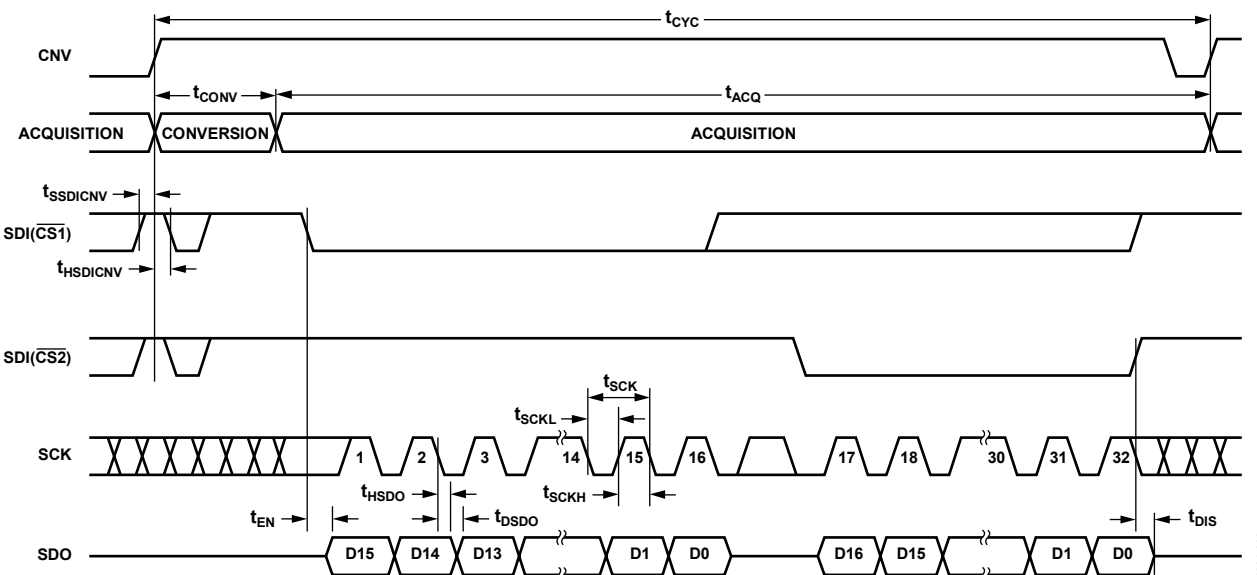 tCYC
CNV
tCONV
tACQ
ACQUISITION
CONVERSION
ACQUISITION
tSSDICNV
SDI(CS1)
tHSDICNV
SDI(CS2)
tSCK
tSCKL
SCK
1 2 3 14 15 16 17 18 30 31 32
tHSDO
tSCKH
tEN
tDSDO
tDIS
SDO
D15 D14 D13 D1 D0 D16 D15 D1 D0